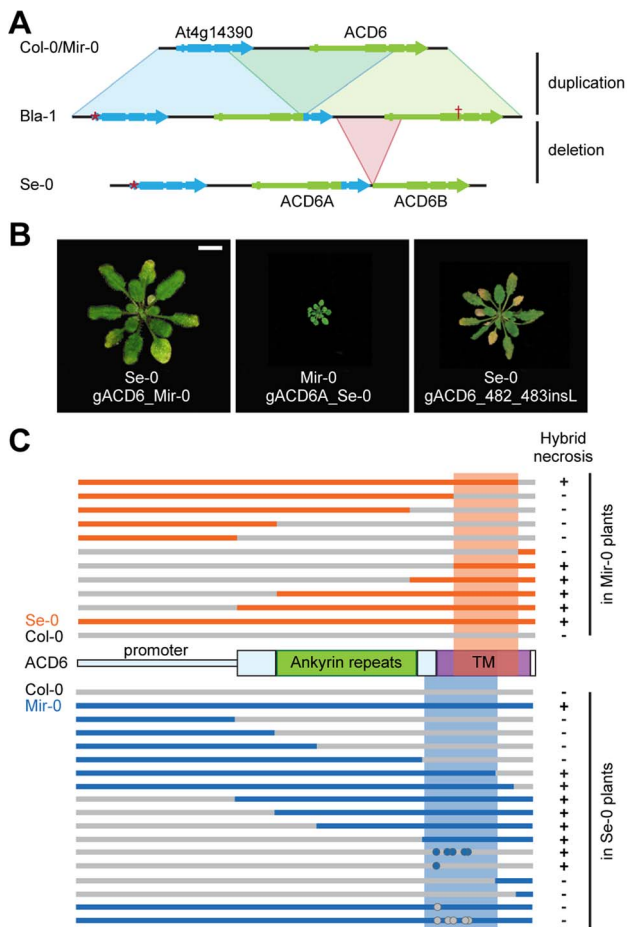 A
At4g14390
ACD6
Col-0/Mir-0
duplication
Bla-1
*
†
deletion
Se-0
*
ACD6A
ACD6B
B
Se-0
gACD6_Mir-0
Mir-0
gACD6A_Se-0
Se-0
gACD6_482_483insL
C
Hybrid
necrosis
+
-
-
-
-
-
+
+
+
+
Se-0
+
Col-0
-
in Mir-0 plants
promoter
ACD6
Ankyrin repeats
TM
Col-0
-
Mir-0
+
-
-
-
-
+
+
+
+
+
+
+
+
-
-
-
-
in Se-0 plants